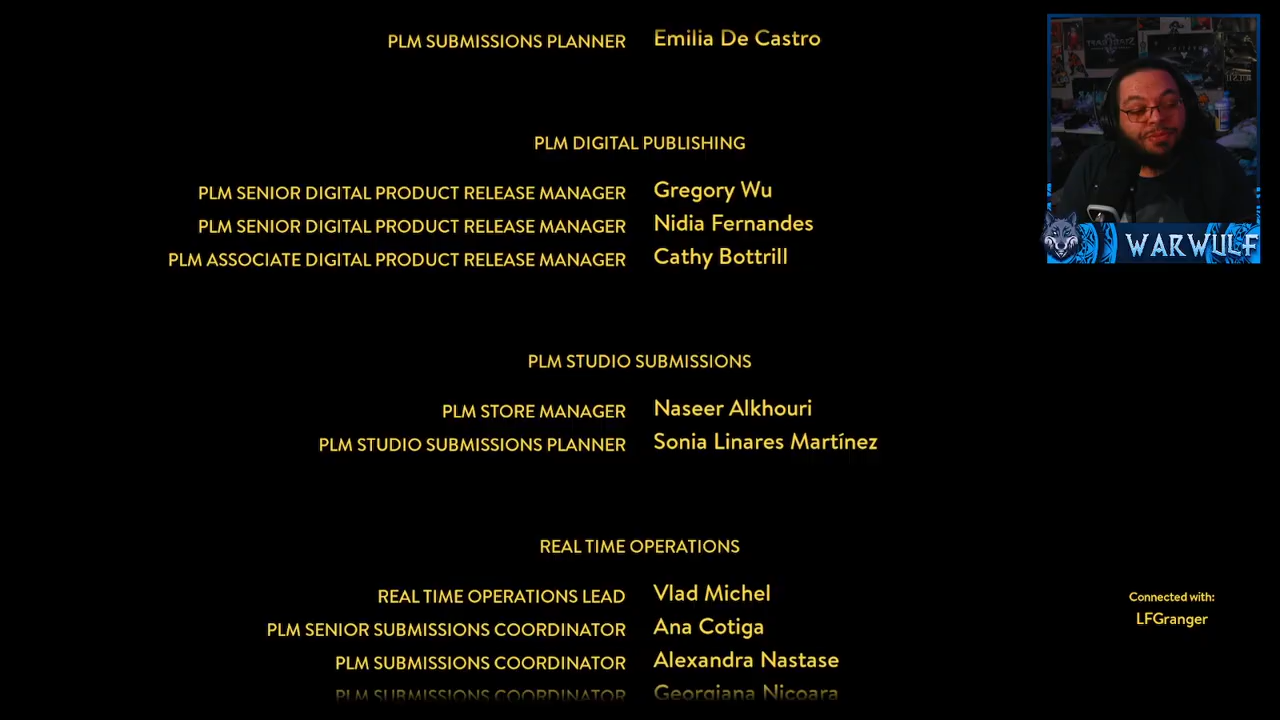 PLM SUBMISSIONS PLANNER Emilia De Castro
PLM DIGITAL PUBLISHING
PLM SENIOR DIGITAL PRODUCT RELEASE MANAGER Gregory Wu
PLM SENIOR DIGITAL PRODUCT RELEASE MANAGER Nidia Fernandes
PLM ASSOCIATE DIGITAL PRODUCT RELEASE MANAGER Cathy Bottrill
PLM STUDIO SUBMISSIONS
PLM STORE MANAGER Naseer Alkhouri
PLM STUDIO SUBMISSIONS PLANNER Sonia Linares Martínez
REAL TIME OPERATIONS
REAL TIME OPERATIONS LEAD Vlad Michel
PLM SENIOR SUBMISSIONS COORDINATOR Ana Cotiga
PLM SUBMISSIONS COORDINATOR Alexandra Nastase
PLM SUBMISSIONS COORDINATOR Georgiana Nicoara
WARWULF
Connected with:
LFGranger